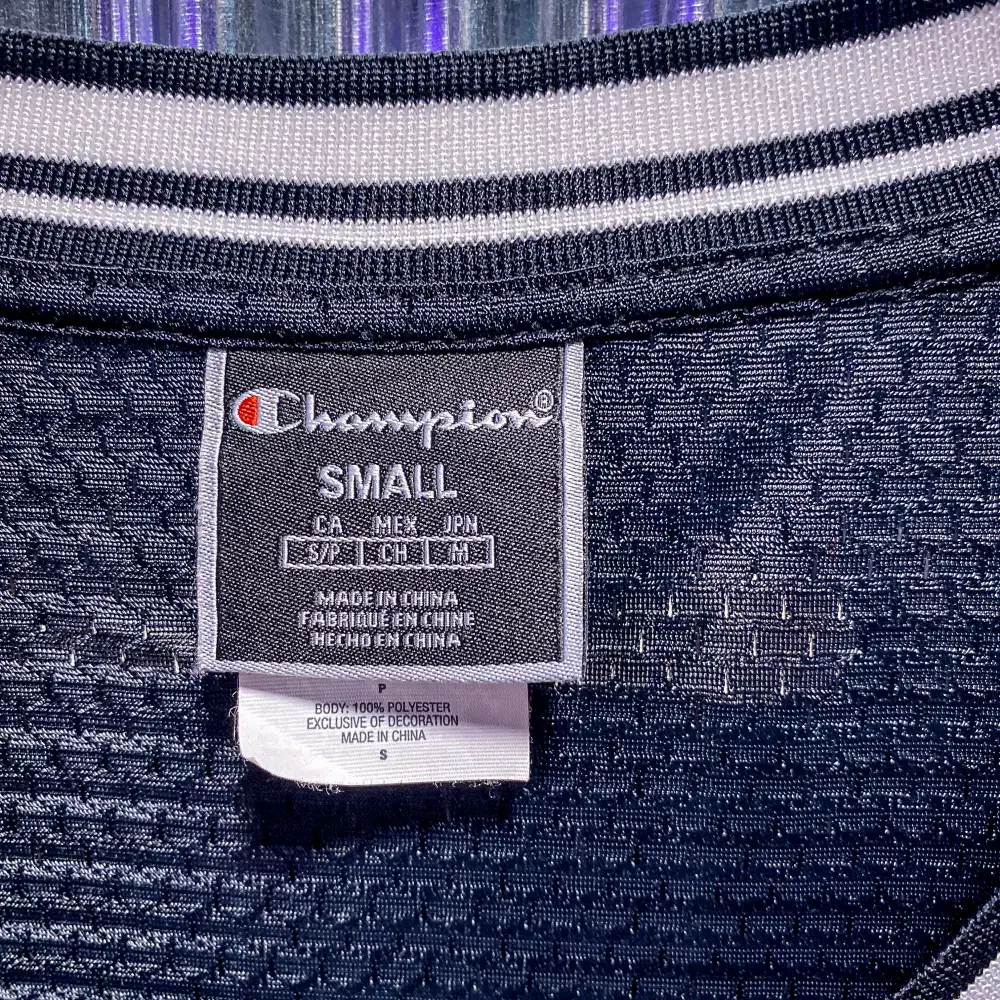 Champion®
SMALL
CA MEX JPN
S/P CH M
MADE IN CHINA
FABRIQUÉ EN CHINE
HECHO EN CHINA
P
BODY: 100% POLYESTER
EXCLUSIVE OF DECORATION
MADE IN CHINA
S